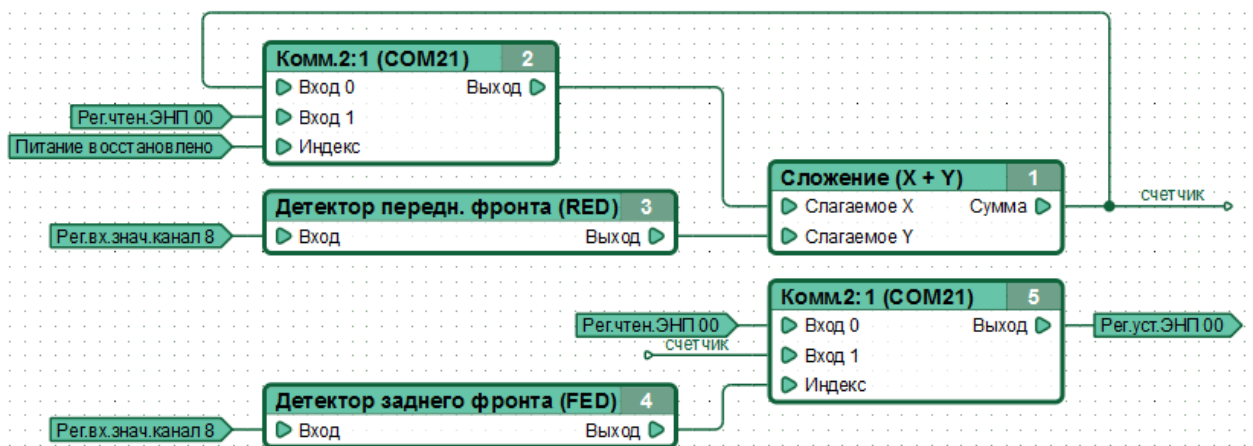 Комм.2:1 (COM21) 2
Вход 0 Выход
Рег.чтен.ЭНП 00 Вход 1
Питание восстановлено Индекс
Сложение (X + Y) 1
Детектор передн. фронта (RED) 3
Слагаемое X Сумма
счетчик
Рег.вх.знач.канал 8 Вход Выход
Слагаемое Y
Комм.2:1 (COM21) 5
Рег.чтен.ЭНП 00 Вход 0 Выход Рег.уст.ЭНП 00
счетчик Вход 1
Индекс
Детектор заднего фронта (FED) 4
Рег.вх.знач.канал 8 Вход Выход